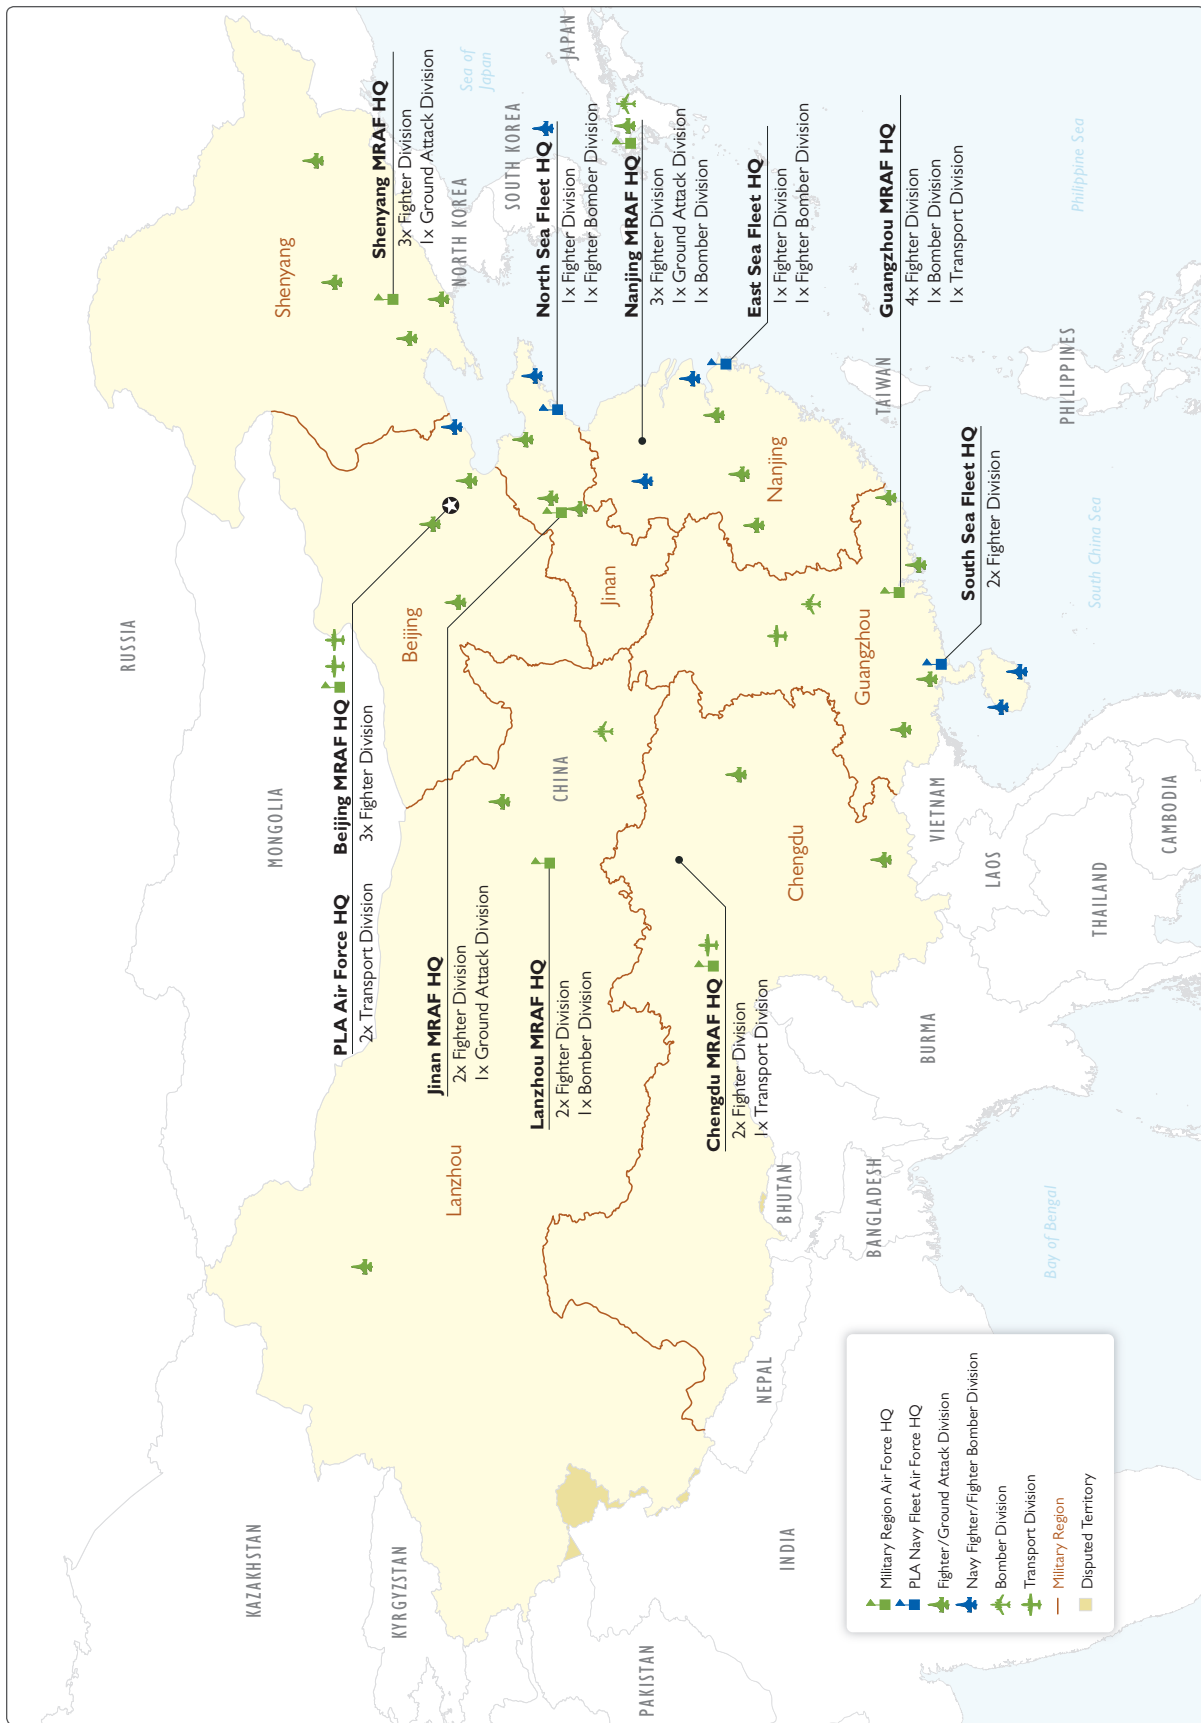 RUSSIA
MONGOLIA
KAZAKHSTAN
KYRGYZSTAN
PAKISTAN
INDIA
NEPAL
BHUTAN
BANGLADESH
BURMA
THAILAND
LAOS
VIETNAM
CAMBODIA
CHINA
NORTH KOREA
SOUTH KOREA
JAPAN
TAIWAN
PHILIPPINES
Sea of
Japan
Philippine Sea
South China Sea
Bay of Bengal
Shenyang
Beijing
Jinan
Nanjing
Guangzhou
Chengdu
Lanzhou
PLA Air Force HQ
2x Transport Division
Beijing MRAF HQ
3x Fighter Division
Shenyang MRAF HQ
3x Fighter Division
1x Ground Attack Division
Jinan MRAF HQ
2x Fighter Division
1x Ground Attack Division
Lanzhou MRAF HQ
2x Fighter Division
1x Bomber Division
North Sea Fleet HQ
1x Fighter Division
1x Fighter Bomber Division
Nanjing MRAF HQ
3x Fighter Division
1x Ground Attack Division
1x Bomber Division
Chengdu MRAF HQ
2x Fighter Division
1x Transport Division
East Sea Fleet HQ
1x Fighter Division
1x Fighter Bomber Division
Guangzhou MRAF HQ
4x Fighter Division
1x Bomber Division
1x Transport Division
South Sea Fleet HQ
2x Fighter Division
Military Region Air Force HQ
PLA Navy Fleet Air Force HQ
Fighter/Ground Attack Division
Navy Fighter/Fighter Bomber Division
Bomber Division
Transport Division
Military Region
Disputed Territory